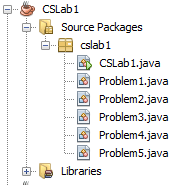 CSLab1
Source Packages
cslab1
CSLab1.java
Problem1.java
Problem2.java
Problem3.java
Problem4.java
Problem5.java
Libraries